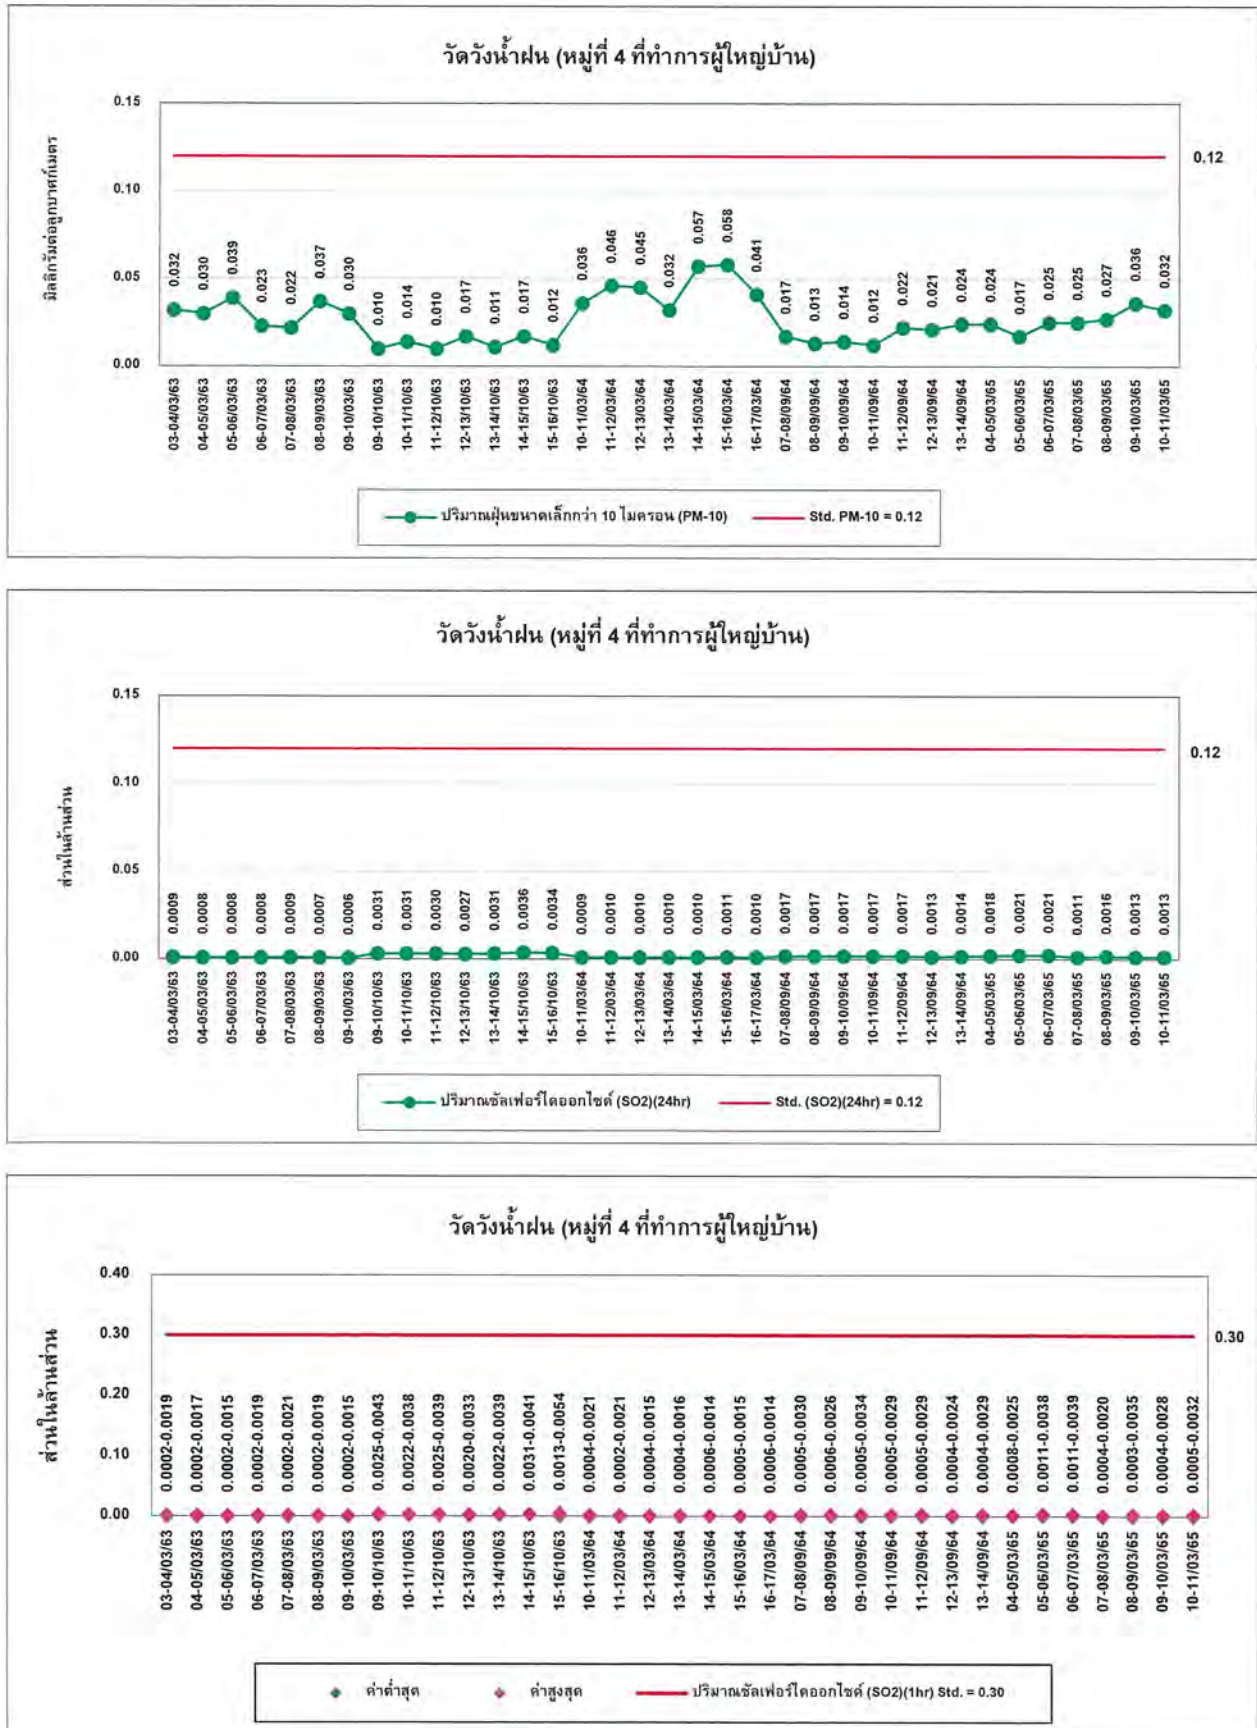 วัดวังน้ำฝน (หมู่ที่ 4 ที่ทำการผู้ใหญ่บ้าน)
มิลลิกรัมต่อลูกบาศก์เมตร
0.15
0.10
0.05
0.00
0.12
0.032 0.030 0.039 0.023 0.022 0.037 0.030 0.010 0.014 0.010 0.017 0.011 0.017 0.012 0.036 0.046 0.045 0.032 0.057 0.058 0.041 0.017 0.013 0.014 0.012 0.022 0.021 0.024 0.024 0.017 0.025 0.025 0.027 0.036 0.032
03-04/03/63 04-05/03/63 05-06/03/63 06-07/03/63 07-08/03/63 08-09/03/63 09-10/03/63 09-10/10/63 10-11/10/63 11-12/10/63 12-13/10/63 13-14/10/63 14-15/10/63 15-16/10/63 10-11/03/64 11-12/03/64 12-13/03/64 13-14/03/64 14-15/03/64 15-16/03/64 16-17/03/64 07-08/09/64 08-09/09/64 09-10/09/64 10-11/09/64 11-12/09/64 12-13/09/64 13-14/09/64 04-05/03/65 05-06/03/65 06-07/03/65 07-08/03/65 08-09/03/65 09-10/03/65 10-11/03/65
ปริมาณฝุ่นขนาดเล็กกว่า 10 ไมครอน (PM-10) Std. PM-10 = 0.12
วัดวังน้ำฝน (หมู่ที่ 4 ที่ทำการผู้ใหญ่บ้าน)
ส่วนในล้านส่วน
0.15
0.10
0.05
0.00
0.12
0.0009 0.0008 0.0008 0.0008 0.0009 0.0007 0.0006 0.0031 0.0031 0.0030 0.0027 0.0031 0.0036 0.0034 0.0009 0.0010 0.0010 0.0010 0.0010 0.0011 0.0010 0.0017 0.0017 0.0017 0.0017 0.0017 0.0013 0.0014 0.0018 0.0021 0.0021 0.0011 0.0016 0.0013 0.0013
03-04/03/63 04-05/03/63 05-06/03/63 06-07/03/63 07-08/03/63 08-09/03/63 09-10/03/63 09-10/10/63 10-11/10/63 11-12/10/63 12-13/10/63 13-14/10/63 14-15/10/63 15-16/10/63 10-11/03/64 11-12/03/64 12-13/03/64 13-14/03/64 14-15/03/64 15-16/03/64 16-17/03/64 07-08/09/64 08-09/09/64 09-10/09/64 10-11/09/64 11-12/09/64 12-13/09/64 13-14/09/64 04-05/03/65 05-06/03/65 06-07/03/65 07-08/03/65 08-09/03/65 09-10/03/65 10-11/03/65
ปริมาณซัลเฟอร์ไดออกไซด์ (SO2)(24hr) Std. (SO2)(24hr) = 0.12
วัดวังน้ำฝน (หมู่ที่ 4 ที่ทำการผู้ใหญ่บ้าน)
ส่วนในล้านส่วน
0.40
0.30
0.20
0.10
0.00
0.30
0.0002-0.0019 0.0002-0.0017 0.0002-0.0015 0.0002-0.0019 0.0002-0.0021 0.0002-0.0019 0.0002-0.0015 0.0025-0.0043 0.0022-0.0038 0.0025-0.0039 0.0020-0.0033 0.0022-0.0039 0.0031-0.0041 0.0013-0.0054 0.0004-0.0021 0.0002-0.0021 0.0004-0.0015 0.0004-0.0016 0.0006-0.0014 0.0005-0.0015 0.0006-0.0014 0.0005-0.0030 0.0006-0.0026 0.0005-0.0034 0.0005-0.0029 0.0005-0.0029 0.0004-0.0024 0.0004-0.0029 0.0008-0.0025 0.0011-0.0038 0.0011-0.0039 0.0004-0.0020 0.0003-0.0035 0.0004-0.0028 0.0005-0.0032
03-04/03/63 04-05/03/63 05-06/03/63 06-07/03/63 07-08/03/63 08-09/03/63 09-10/03/63 09-10/10/63 10-11/10/63 11-12/10/63 12-13/10/63 13-14/10/63 14-15/10/63 15-16/10/63 10-11/03/64 11-12/03/64 12-13/03/64 13-14/03/64 14-15/03/64 15-16/03/64 16-17/03/64 07-08/09/64 08-09/09/64 09-10/09/64 10-11/09/64 11-12/09/64 12-13/09/64 13-14/09/64 04-05/03/65 05-06/03/65 06-07/03/65 07-08/03/65 08-09/03/65 09-10/03/65 10-11/03/65
ค่าต่ำสุด ค่าสูงสุด ปริมาณซัลเฟอร์ไดออกไซด์ (SO2)(1hr) Std. = 0.30